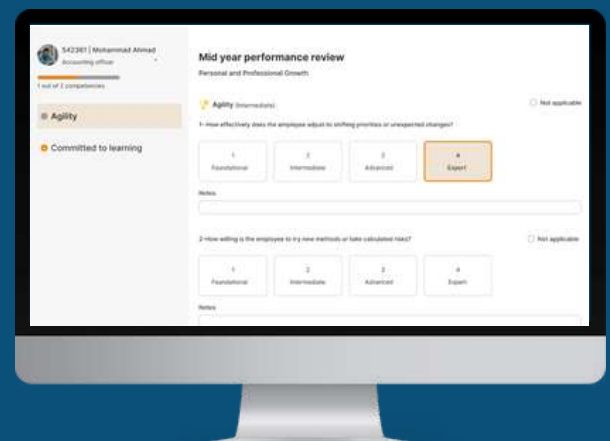 542361 | Mohammad Ahmad
Accounting officer
1 out of 2 competencies
Agility
Committed to learning
Mid year performance review
Personal and Professional Growth
Agility (Intermediate)
Not applicable
1- How effectively does the employee adjust to shifting priorities or unexpected changes?
1
2
3
4
Foundational
Intermediate
Advanced
Expert
Notes
2-How willing is the employee to try new methods or take calculated risks?
Not applicable
1
2
3
4
Foundational
Intermediate
Advanced
Expert
Notes